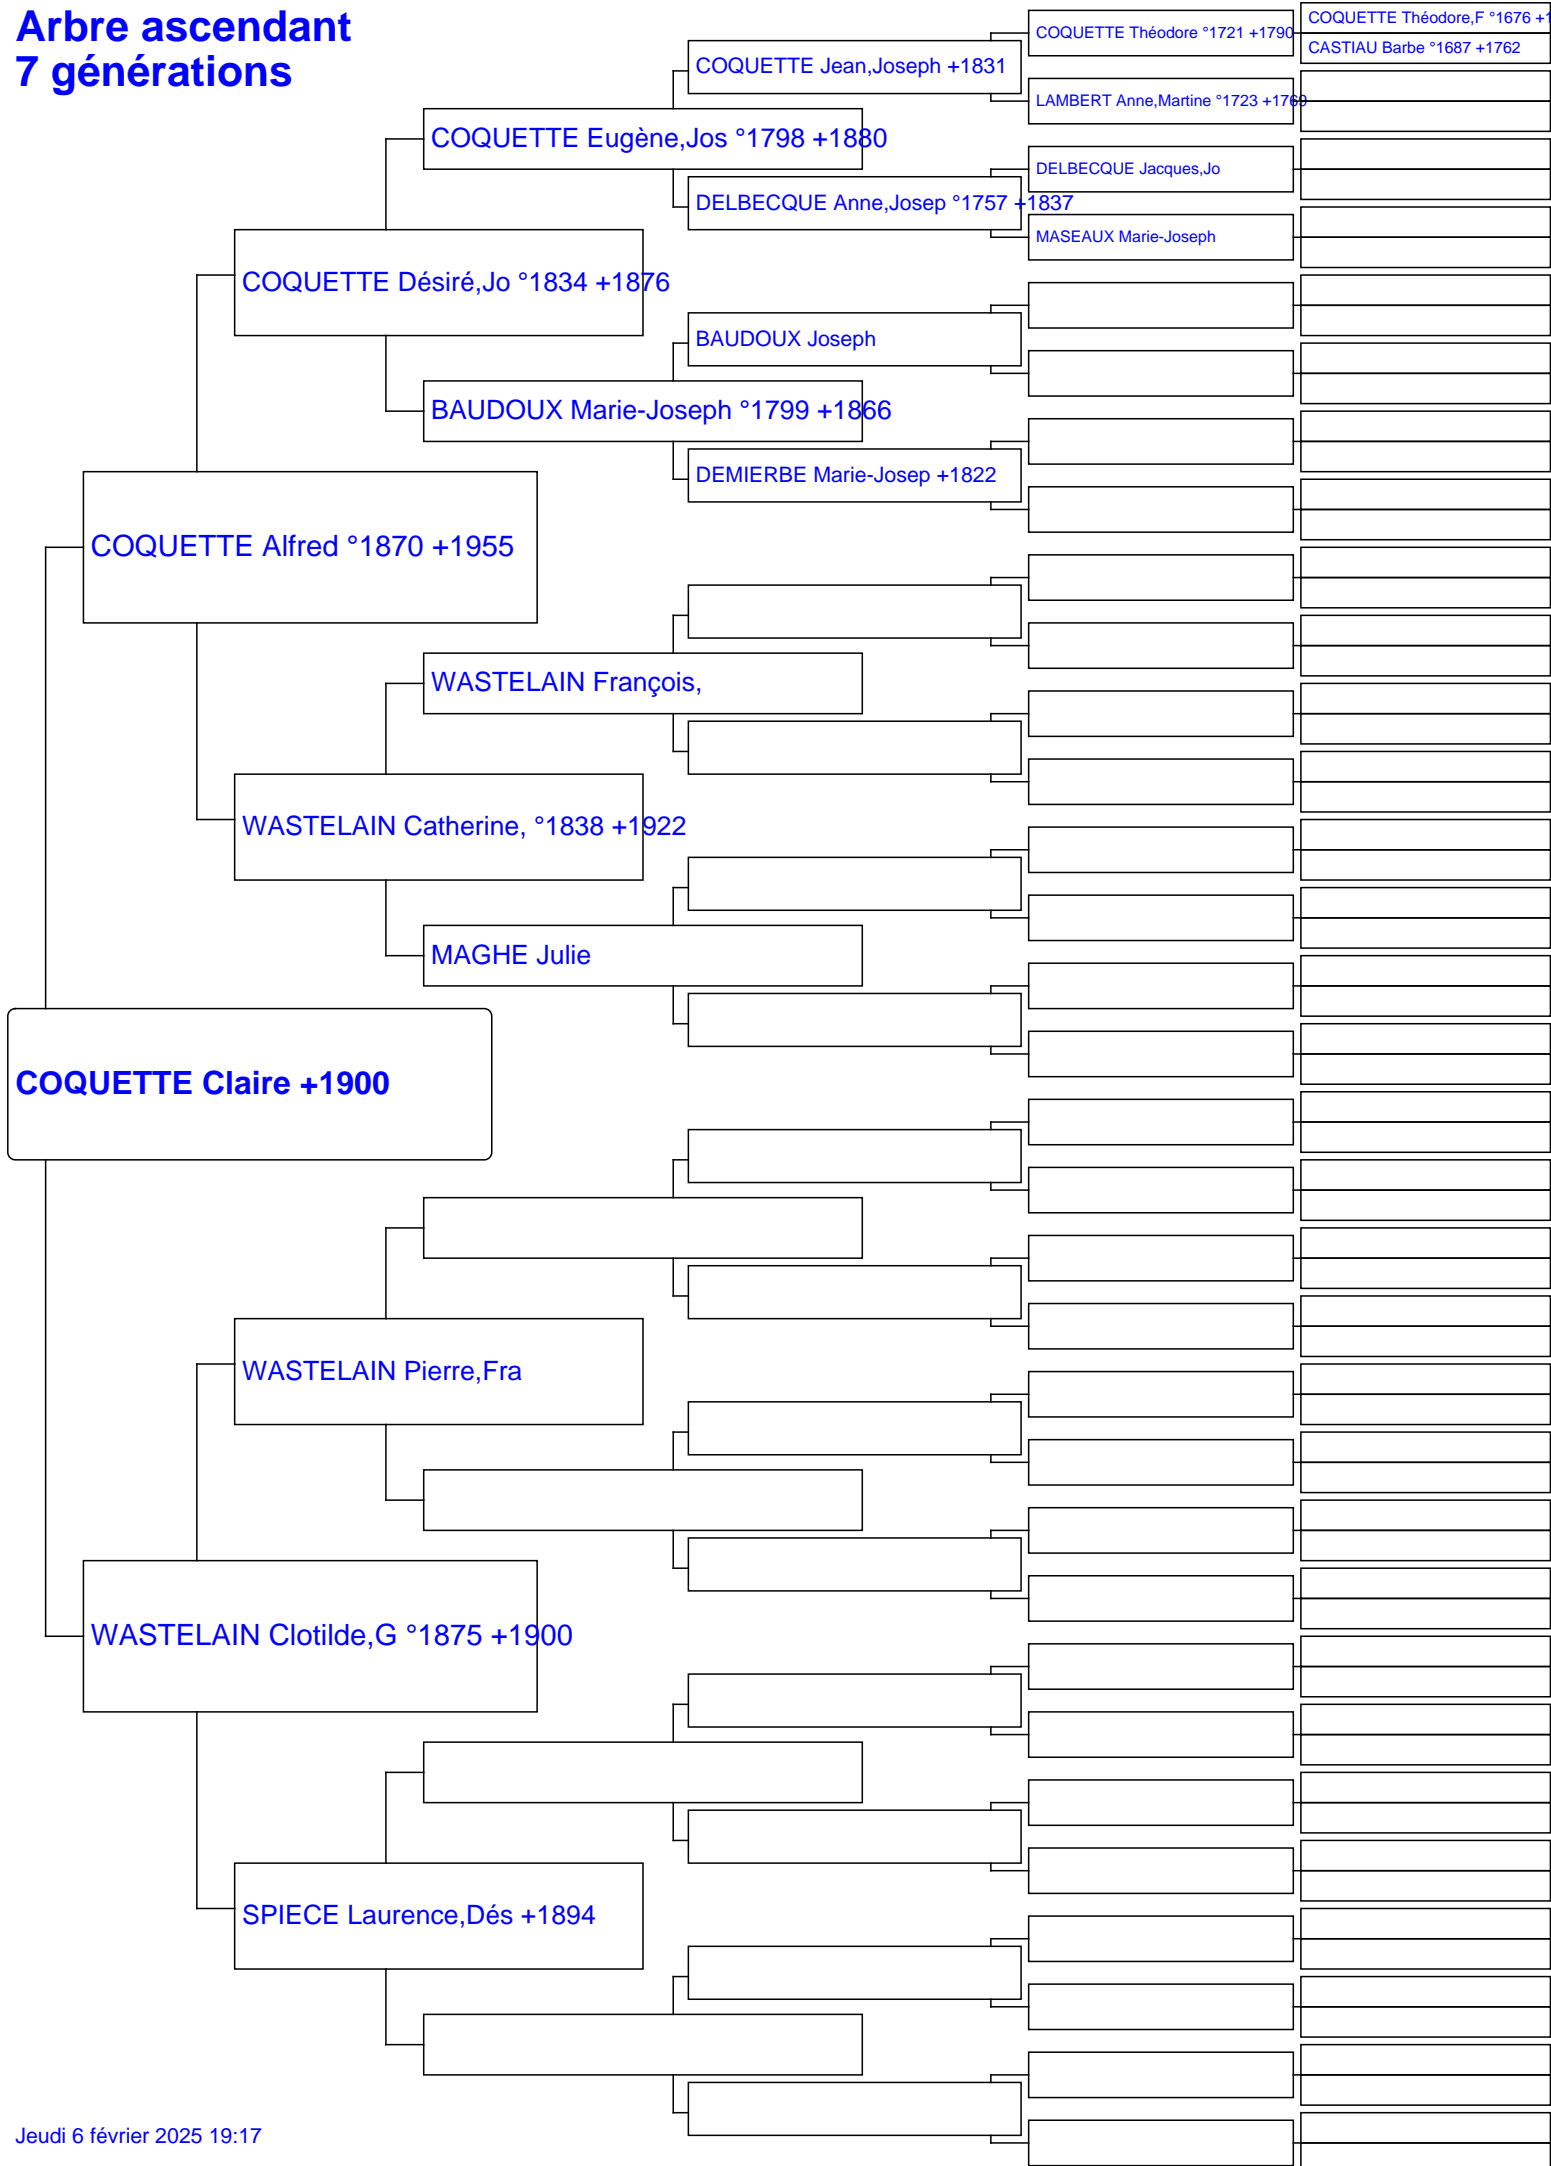 Arbre ascendant
7 générations
COQUETTE Théodore,F °1676 +1
COQUETTE Théodore °1721 +1790
CASTIAU Barbe °1687 +1762
COQUETTE Jean,Joseph +1831
LAMBERT Anne,Martine °1723 +1769
COQUETTE Eugène,Jos °1798 +1880
DELBECQUE Jacques,Jo
DELBECQUE Anne,Josep °1757 +1837
MASEAUX Marie-Joseph
COQUETTE Désiré,Jo °1834 +1876
BAUDOUX Joseph
BAUDOUX Marie-Joseph °1799 +1866
DEMIERBE Marie-Josep +1822
COQUETTE Alfred °1870 +1955
WASTELAIN François,
WASTELAIN Catherine, °1838 +1922
MAGHE Julie
COQUETTE Claire +1900
WASTELAIN Pierre,Fra
WASTELAIN Clotilde,G °1875 +1900
SPIECE Laurence,Dés +1894
Jeudi 6 février 2025 19:17